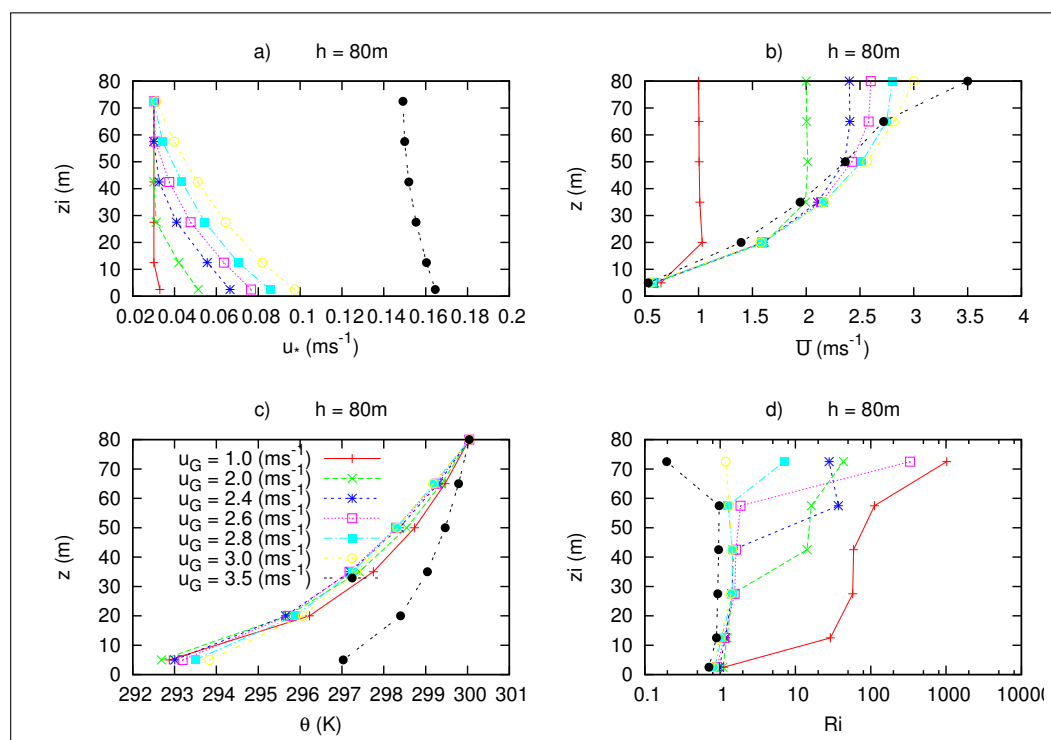 a) h = 80m
zi (m)
80
70
60
50
40
30
20
10
0
0.02 0.04 0.06 0.08 0.1 0.12 0.14 0.16 0.18 0.2
u* (ms-1)
b) h = 80m
z (m)
80
70
60
50
40
30
20
10
0
0.5 1 1.5 2 2.5 3 3.5 4
U (ms-1)
c) h = 80m
z (m)
80
70
60
50
40
30
20
10
0
uG = 1.0 (ms-1)
uG = 2.0 (ms-1)
uG = 2.4 (ms-1)
uG = 2.6 (ms-1)
uG = 2.8 (ms-1)
uG = 3.0 (ms-1)
uG = 3.5 (ms-1)
292 293 294 295 296 297 298 299 300 301
θ (K)
d) h = 80m
zi (m)
80
70
60
50
40
30
20
10
0
0.1 1 10 100 1000 10000
Ri